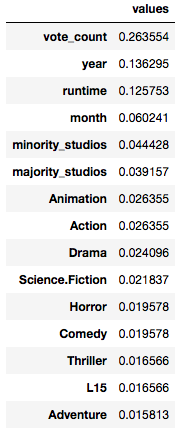 values
vote_count 0.263554
year 0.136295
runtime 0.125753
month 0.060241
minority_studios 0.044428
majority_studios 0.039157
Animation 0.026355
Action 0.026355
Drama 0.024096
Science.Fiction 0.021837
Horror 0.019578
Comedy 0.019578
Thriller 0.016566
L15 0.016566
Adventure 0.015813